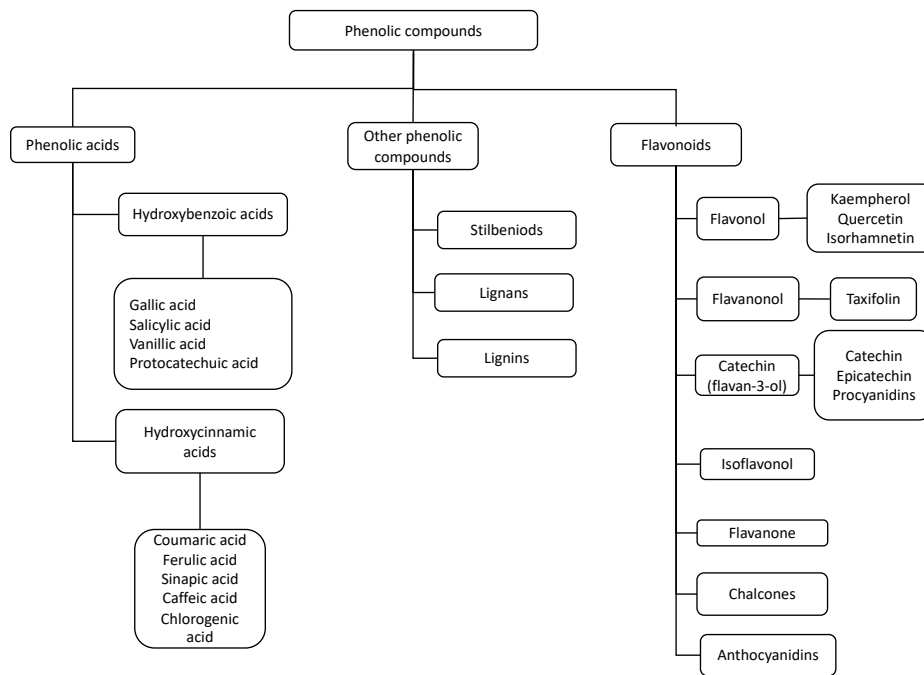 Phenolic compounds
Phenolic acids
Hydroxybenzoic acids
Gallic acid
Salicylic acid
Vanillic acid
Protocatechuic acid
Hydroxycinnamic
acids
Coumaric acid
Ferulic acid
Sinapic acid
Caffeic acid
Chlorogenic
acid
Other phenolic
compounds
Stilbeniods
Lignans
Lignins
Flavonoids
Flavonol
Kaempherol
Quercetin
Isorhamnetin
Flavanonol
Taxifolin
Catechin
(flavan-3-ol)
Catechin
Epicatechin
Procyanidins
Isoflavonol
Flavanone
Chalcones
Anthocyanidins